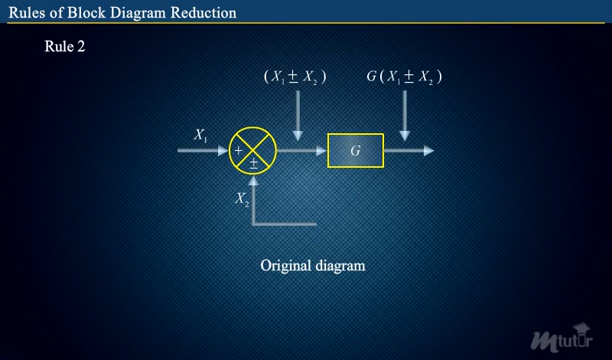 Rules of Block Diagram Reduction
Rule 2
(X₁ ± X₂) G(X₁ ± X₂)
X₁
+
±
G
X₂
Original diagram
mtutor